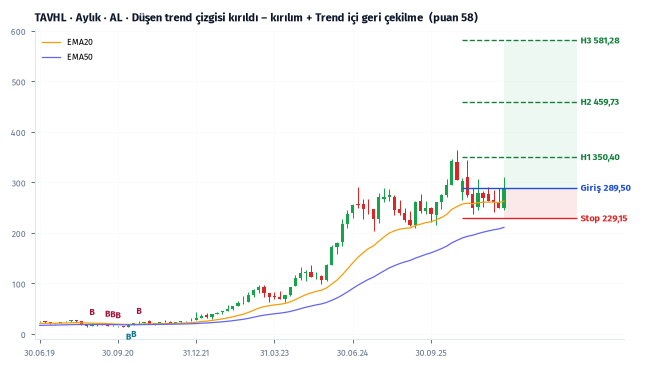 TAVHL · Aylık · AL · Düşen trend çizgisi kırıldı – kırılım + Trend içi geri çekilme  (puan 58)
600
500
400
300
200
100
0
EMA20
EMA50
H3 581,28
H2 459,73
H1 350,40
Giriş 289,50
Stop 229,15
B
B
B
B
B
B
B
30.06.19
30.09.20
31.12.21
31.03.23
30.06.24
30.09.25